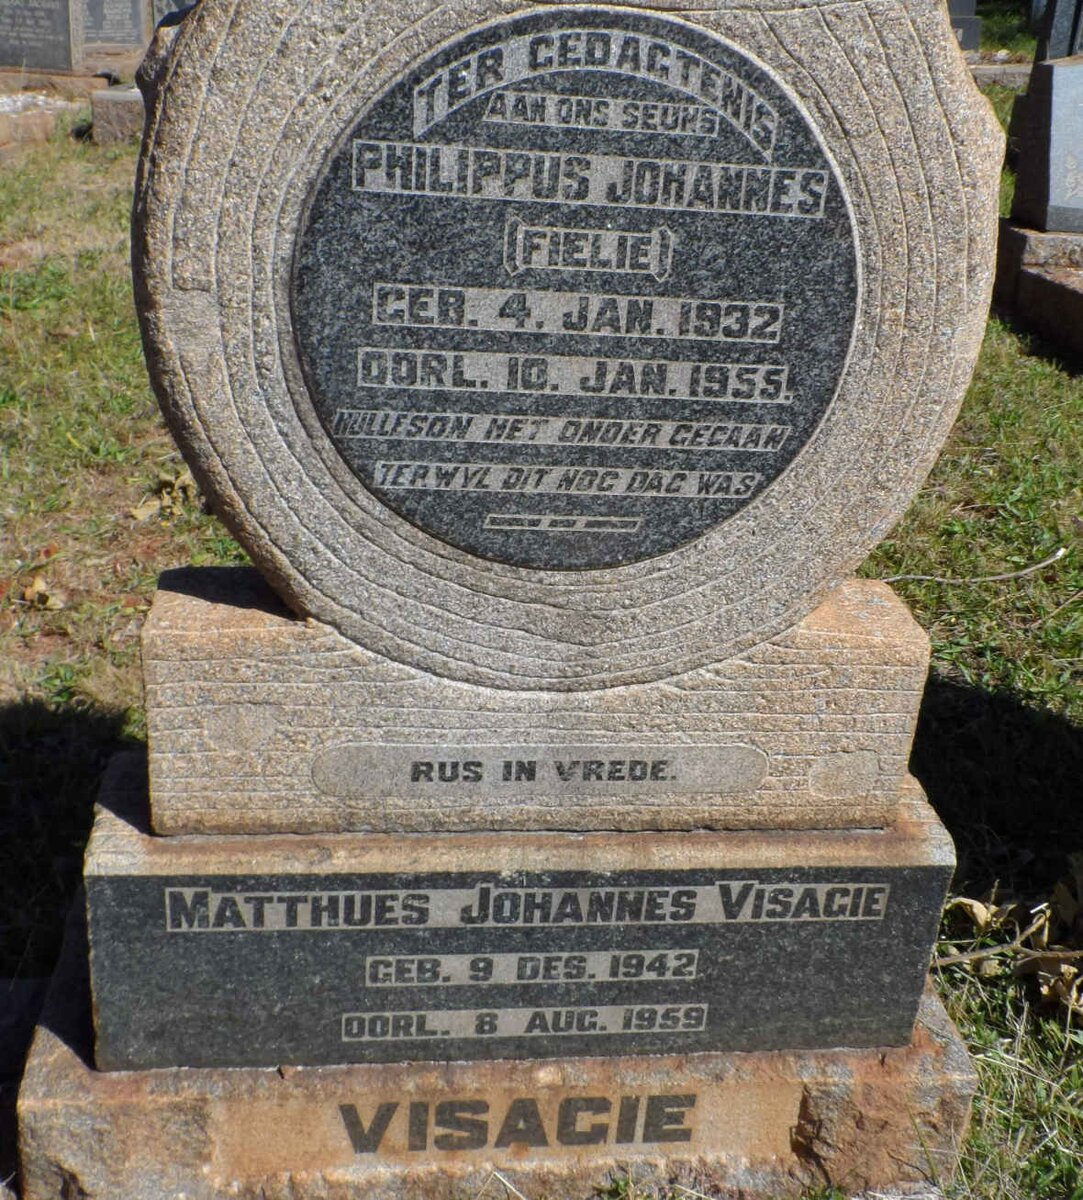 TER GEDAGTENIS
AAN ONS SEUNS
PHILIPPUS JOHANNES
(FIELIE)
GEB. 4. JAN. 1932
OORL. 10. JAN. 1955.
HULLE SON HET ONDER GEGAAN
TERWYL DIT NOG DAG WAS
RUS IN VREDE.
MATTHUES JOHANNES VISAGIE
GEB. 9 DES. 1942.
OORL. 8 AUG. 1959
VISAGIE